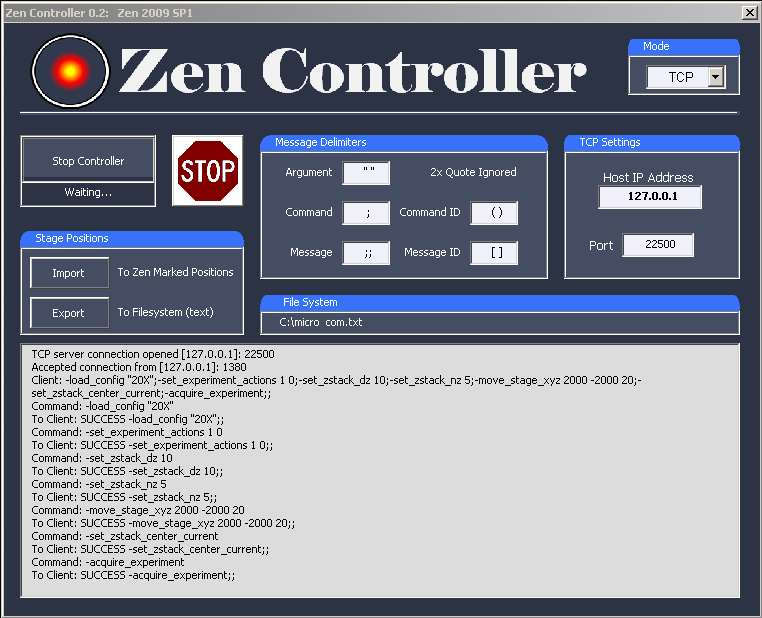 Zen Controller 0.2: Zen 2009 SP1
Zen Controller
Mode
TCP
Stop Controller
Waiting...
STOP
Message Delimiters
Argument " " 2x Quote Ignored
Command ; Command ID ( )
Message ;; Message ID [ ]
TCP Settings
Host IP Address
127.0.0.1
Port 22500
Stage Positions
Import To Zen Marked Positions
Export To Filesystem (text)
File System
C:\micro com.txt
TCP server connection opened [127.0.0.1]: 22500
Accepted connection from [127.0.0.1]: 1380
Client: -load_config "20X";-set_experiment_actions 1 0;-set_zstack_dz 10;-set_zstack_nz 5;-move_stage_xyz 2000 -2000 20;-
set_zstack_center_current;-acquire_experiment;;
Command: -load_config "20X"
To Client: SUCCESS -load_config "20X";;
Command: -set_experiment_actions 1 0
To Client: SUCCESS -set_experiment_actions 1 0;;
Command: -set_zstack_dz 10
To Client: SUCCESS -set_zstack_dz 10;;
Command: -set_zstack_nz 5
To Client: SUCCESS -set_zstack_nz 5;;
Command: -move_stage_xyz 2000 -2000 20
To Client: SUCCESS -move_stage_xyz 2000 -2000 20;;
Command: -set_zstack_center_current
To Client: SUCCESS -set_zstack_center_current;;
Command: -acquire_experiment
To Client: SUCCESS -acquire_experiment;;